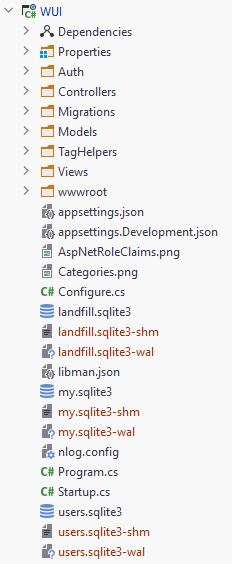 WUI
Dependencies
Properties
Auth
Controllers
Migrations
Models
TagHelpers
Views
wwwroot
appsettings.json
appsettings.Development.json
AspNetRoleClaims.png
Categories.png
C# Configure.cs
landfill.sqlite3
landfill.sqlite3-shm
landfill.sqlite3-wal
libman.json
my.sqlite3
my.sqlite3-shm
my.sqlite3-wal
nlog.config
C# Program.cs
C# Startup.cs
users.sqlite3
users.sqlite3-shm
users.sqlite3-wal